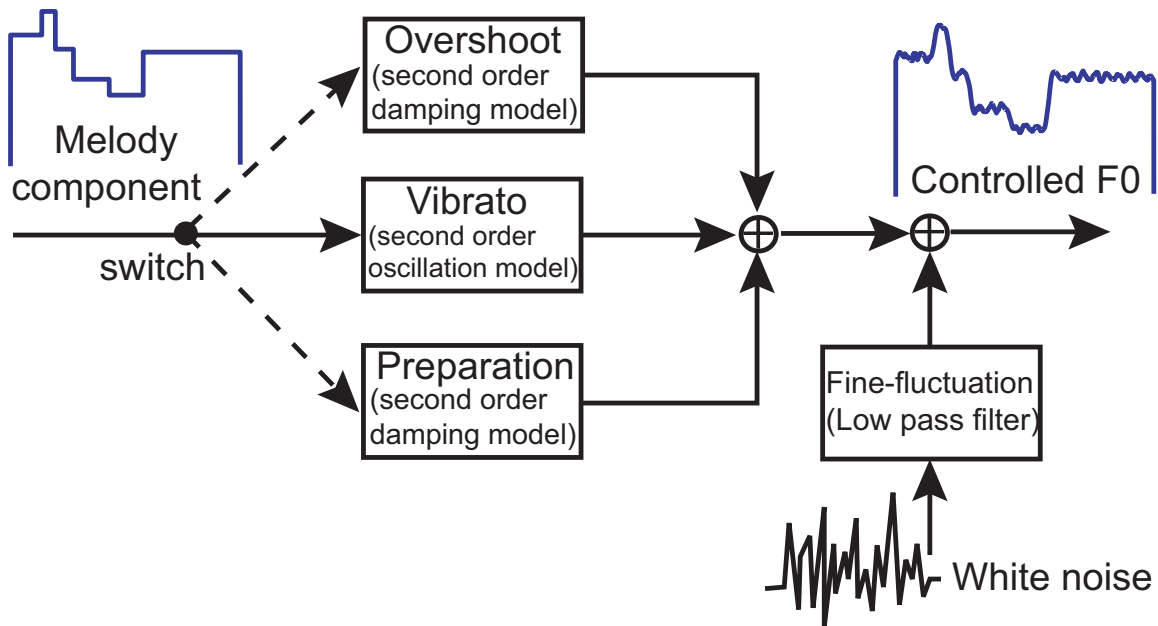 Melody
component
switch
Overshoot
(second order
damping model)
Vibrato
(second order
oscillation model)
Preparation
(second order
damping model)
Controlled F0
Fine-fluctuation
(Low pass filter)
White noise